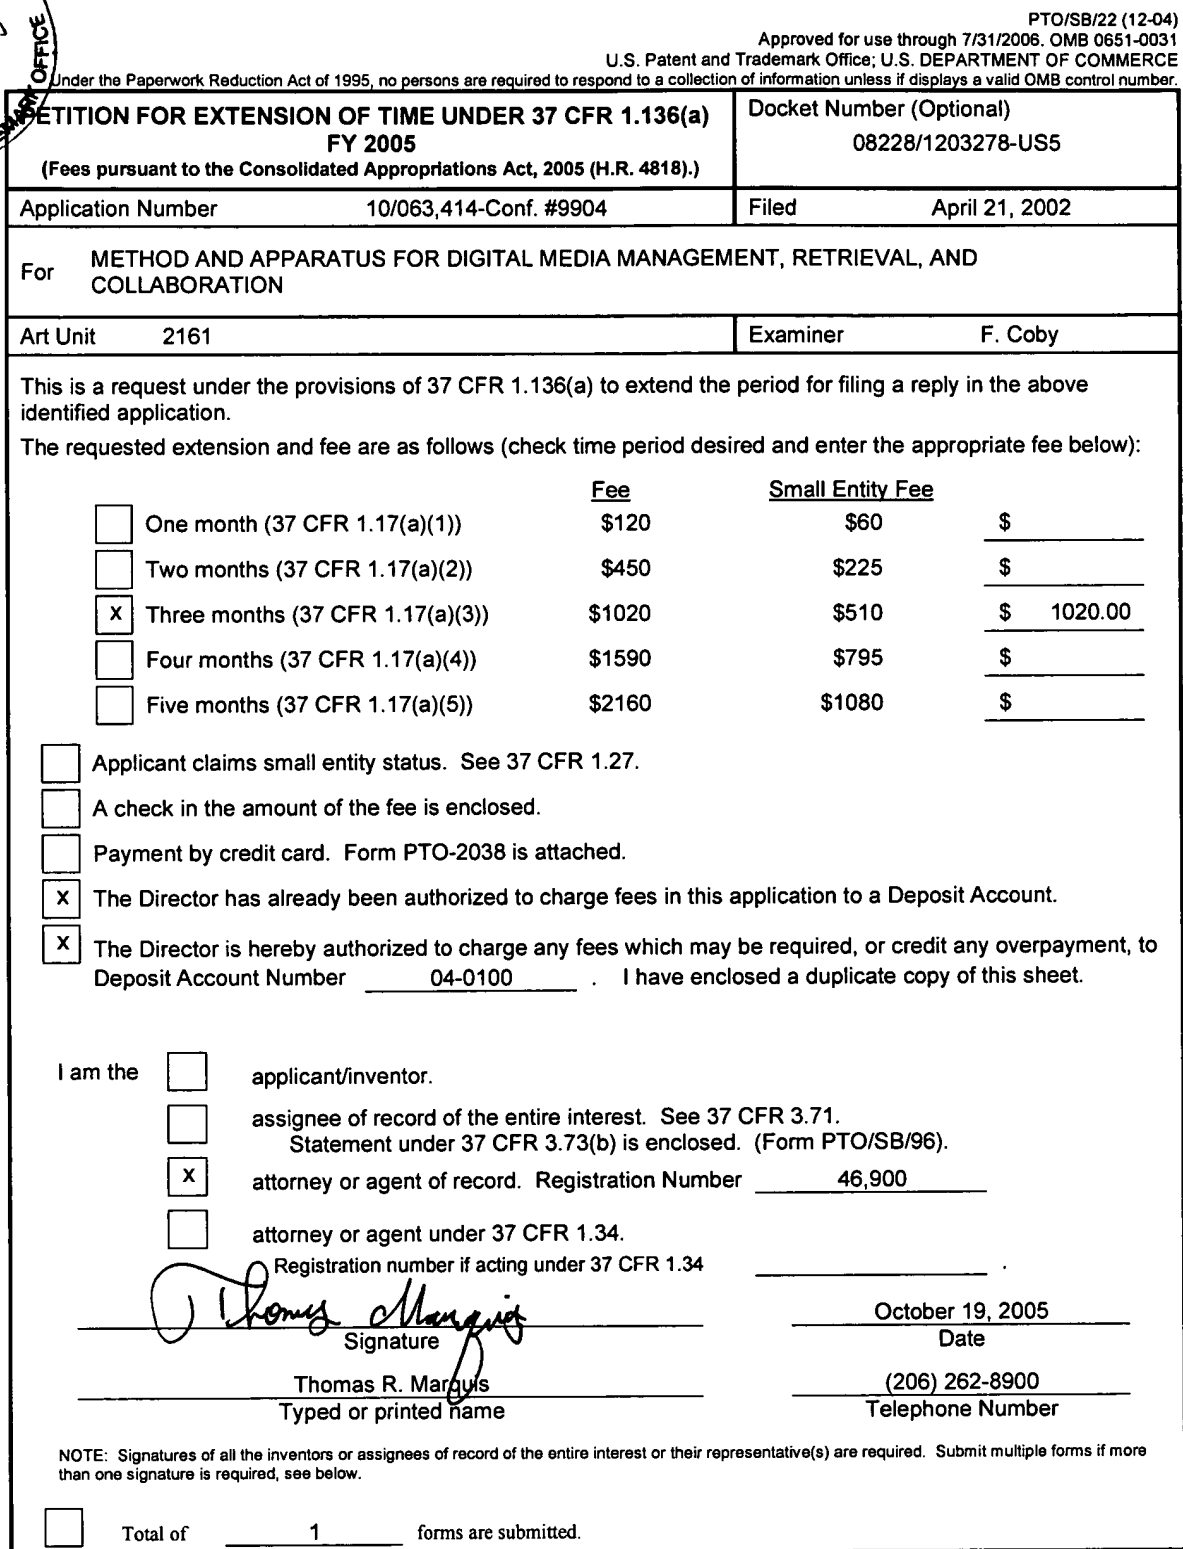 PTO/SB/22 (12-04)
Approved for use through 7/31/2006. OMB 0651-0031
U.S. Patent and Trademark Office; U.S. DEPARTMENT OF COMMERCE
Under the Paperwork Reduction Act of 1995, no persons are required to respond to a collection of information unless if displays a valid OMB control number.
OFFICE
ETITION FOR EXTENSION OF TIME UNDER 37 CFR 1.136(a)
FY 2005
(Fees pursuant to the Consolidated Appropriations Act, 2005 (H.R. 4818).)
Docket Number (Optional)
08228/1203278-US5
Application Number 10/063,414-Conf. #9904
Filed April 21, 2002
For METHOD AND APPARATUS FOR DIGITAL MEDIA MANAGEMENT, RETRIEVAL, AND
COLLABORATION
Art Unit 2161
Examiner F. Coby
This is a request under the provisions of 37 CFR 1.136(a) to extend the period for filing a reply in the above
identified application.
The requested extension and fee are as follows (check time period desired and enter the appropriate fee below):
Fee Small Entity Fee
One month (37 CFR 1.17(a)(1)) $120 $60 $
Two months (37 CFR 1.17(a)(2)) $450 $225 $
X Three months (37 CFR 1.17(a)(3)) $1020 $510 $ 1020.00
Four months (37 CFR 1.17(a)(4)) $1590 $795 $
Five months (37 CFR 1.17(a)(5)) $2160 $1080 $
Applicant claims small entity status. See 37 CFR 1.27.
A check in the amount of the fee is enclosed.
Payment by credit card. Form PTO-2038 is attached.
X The Director has already been authorized to charge fees in this application to a Deposit Account.
X The Director is hereby authorized to charge any fees which may be required, or credit any overpayment, to
Deposit Account Number 04-0100 . I have enclosed a duplicate copy of this sheet.
I am the applicant/inventor.
assignee of record of the entire interest. See 37 CFR 3.71.
Statement under 37 CFR 3.73(b) is enclosed. (Form PTO/SB/96).
X attorney or agent of record. Registration Number 46,900
attorney or agent under 37 CFR 1.34.
Registration number if acting under 37 CFR 1.34 .
Thomas Marquis
Signature
October 19, 2005
Date
Thomas R. Marquis
Typed or printed name
(206) 262-8900
Telephone Number
NOTE: Signatures of all the inventors or assignees of record of the entire interest or their representative(s) are required. Submit multiple forms if more
than one signature is required, see below.
Total of 1 forms are submitted.